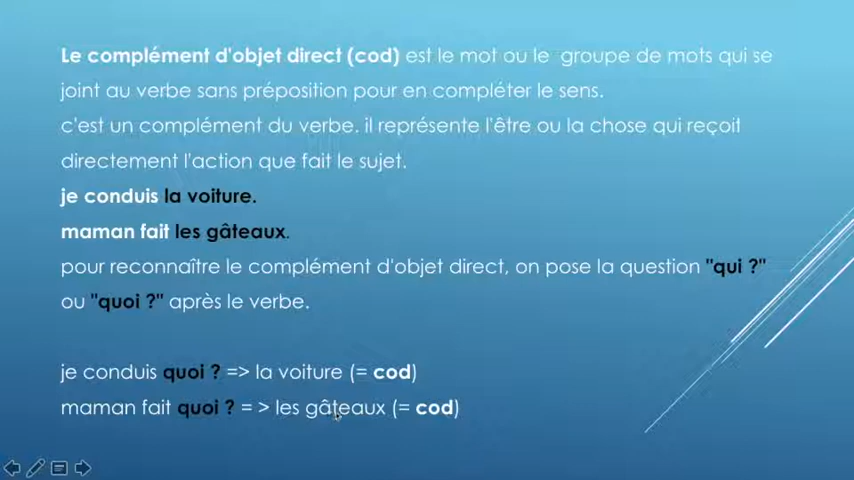 Le complément d'objet direct (cod) est le mot ou le groupe de mots qui se
joint au verbe sans préposition pour en compléter le sens.
c'est un complément du verbe. il représente l'être ou la chose qui reçoit
directement l'action que fait le sujet.
je conduis la voiture.
maman fait les gâteaux.
pour reconnaître le complément d'objet direct, on pose la question "qui ?"
ou "quoi ?" après le verbe.
je conduis quoi ? => la voiture (= cod)
maman fait quoi ? = > les gâteaux (= cod)